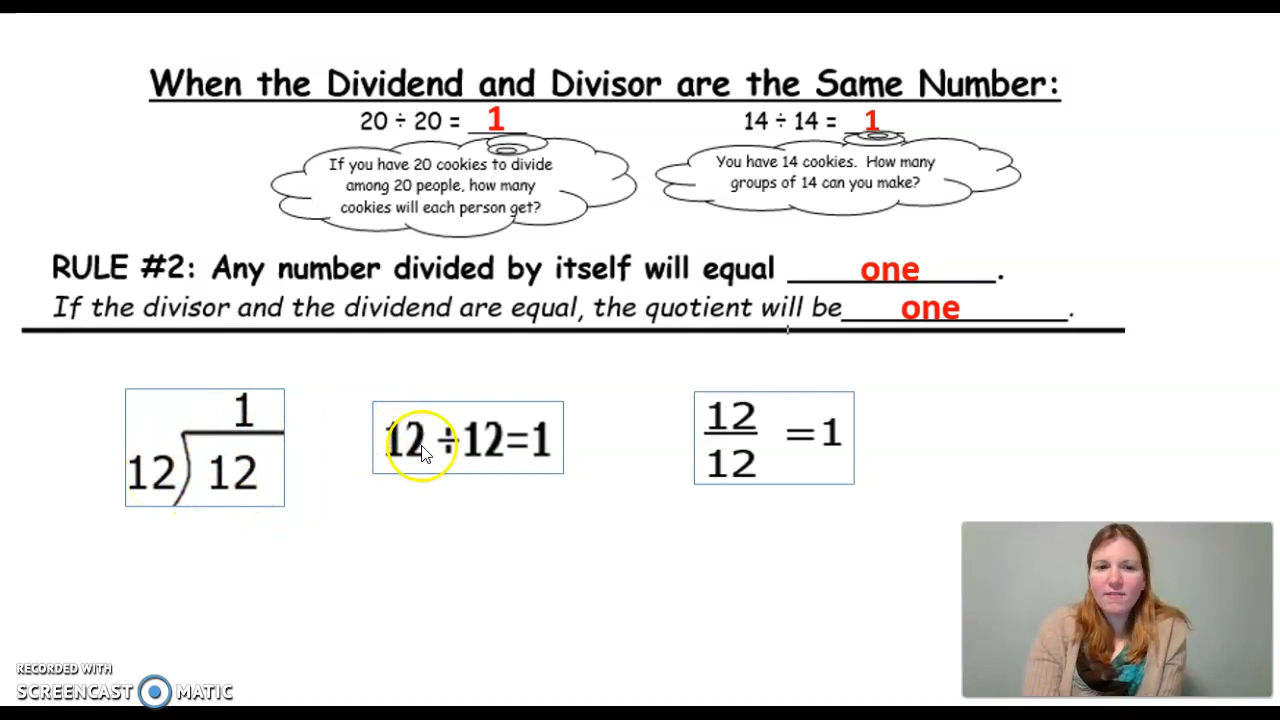 When the Dividend and Divisor are the Same Number:
20 ÷ 20 = 1
14 ÷ 14 = 1
If you have 20 cookies to divide
among 20 people, how many
cookies will each person get?
You have 14 cookies. How many
groups of 14 can you make?
RULE #2: Any number divided by itself will equal one.
If the divisor and the dividend are equal, the quotient will be one.
1
12) 12
12÷12=1
12
=1
12
RECORDED WITH
SCREENCAST MATIC